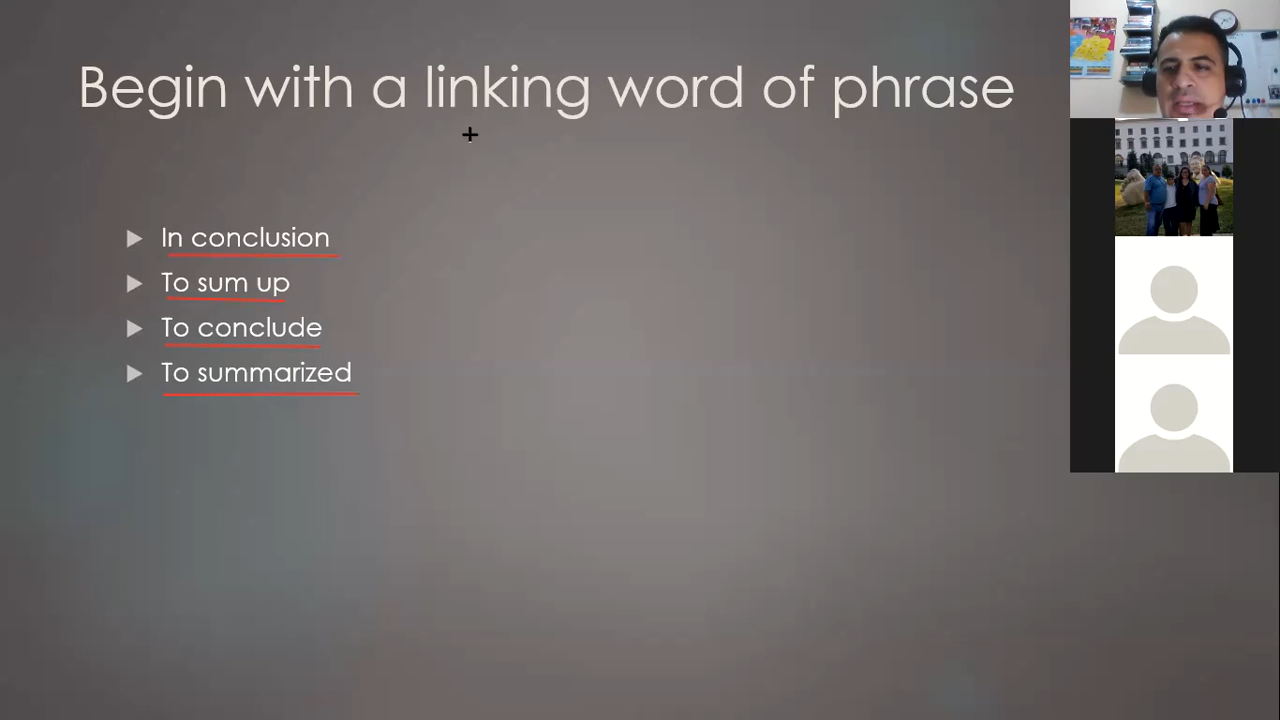 Begin with a linking word of phrase
In conclusion
To sum up
To conclude
To summarized